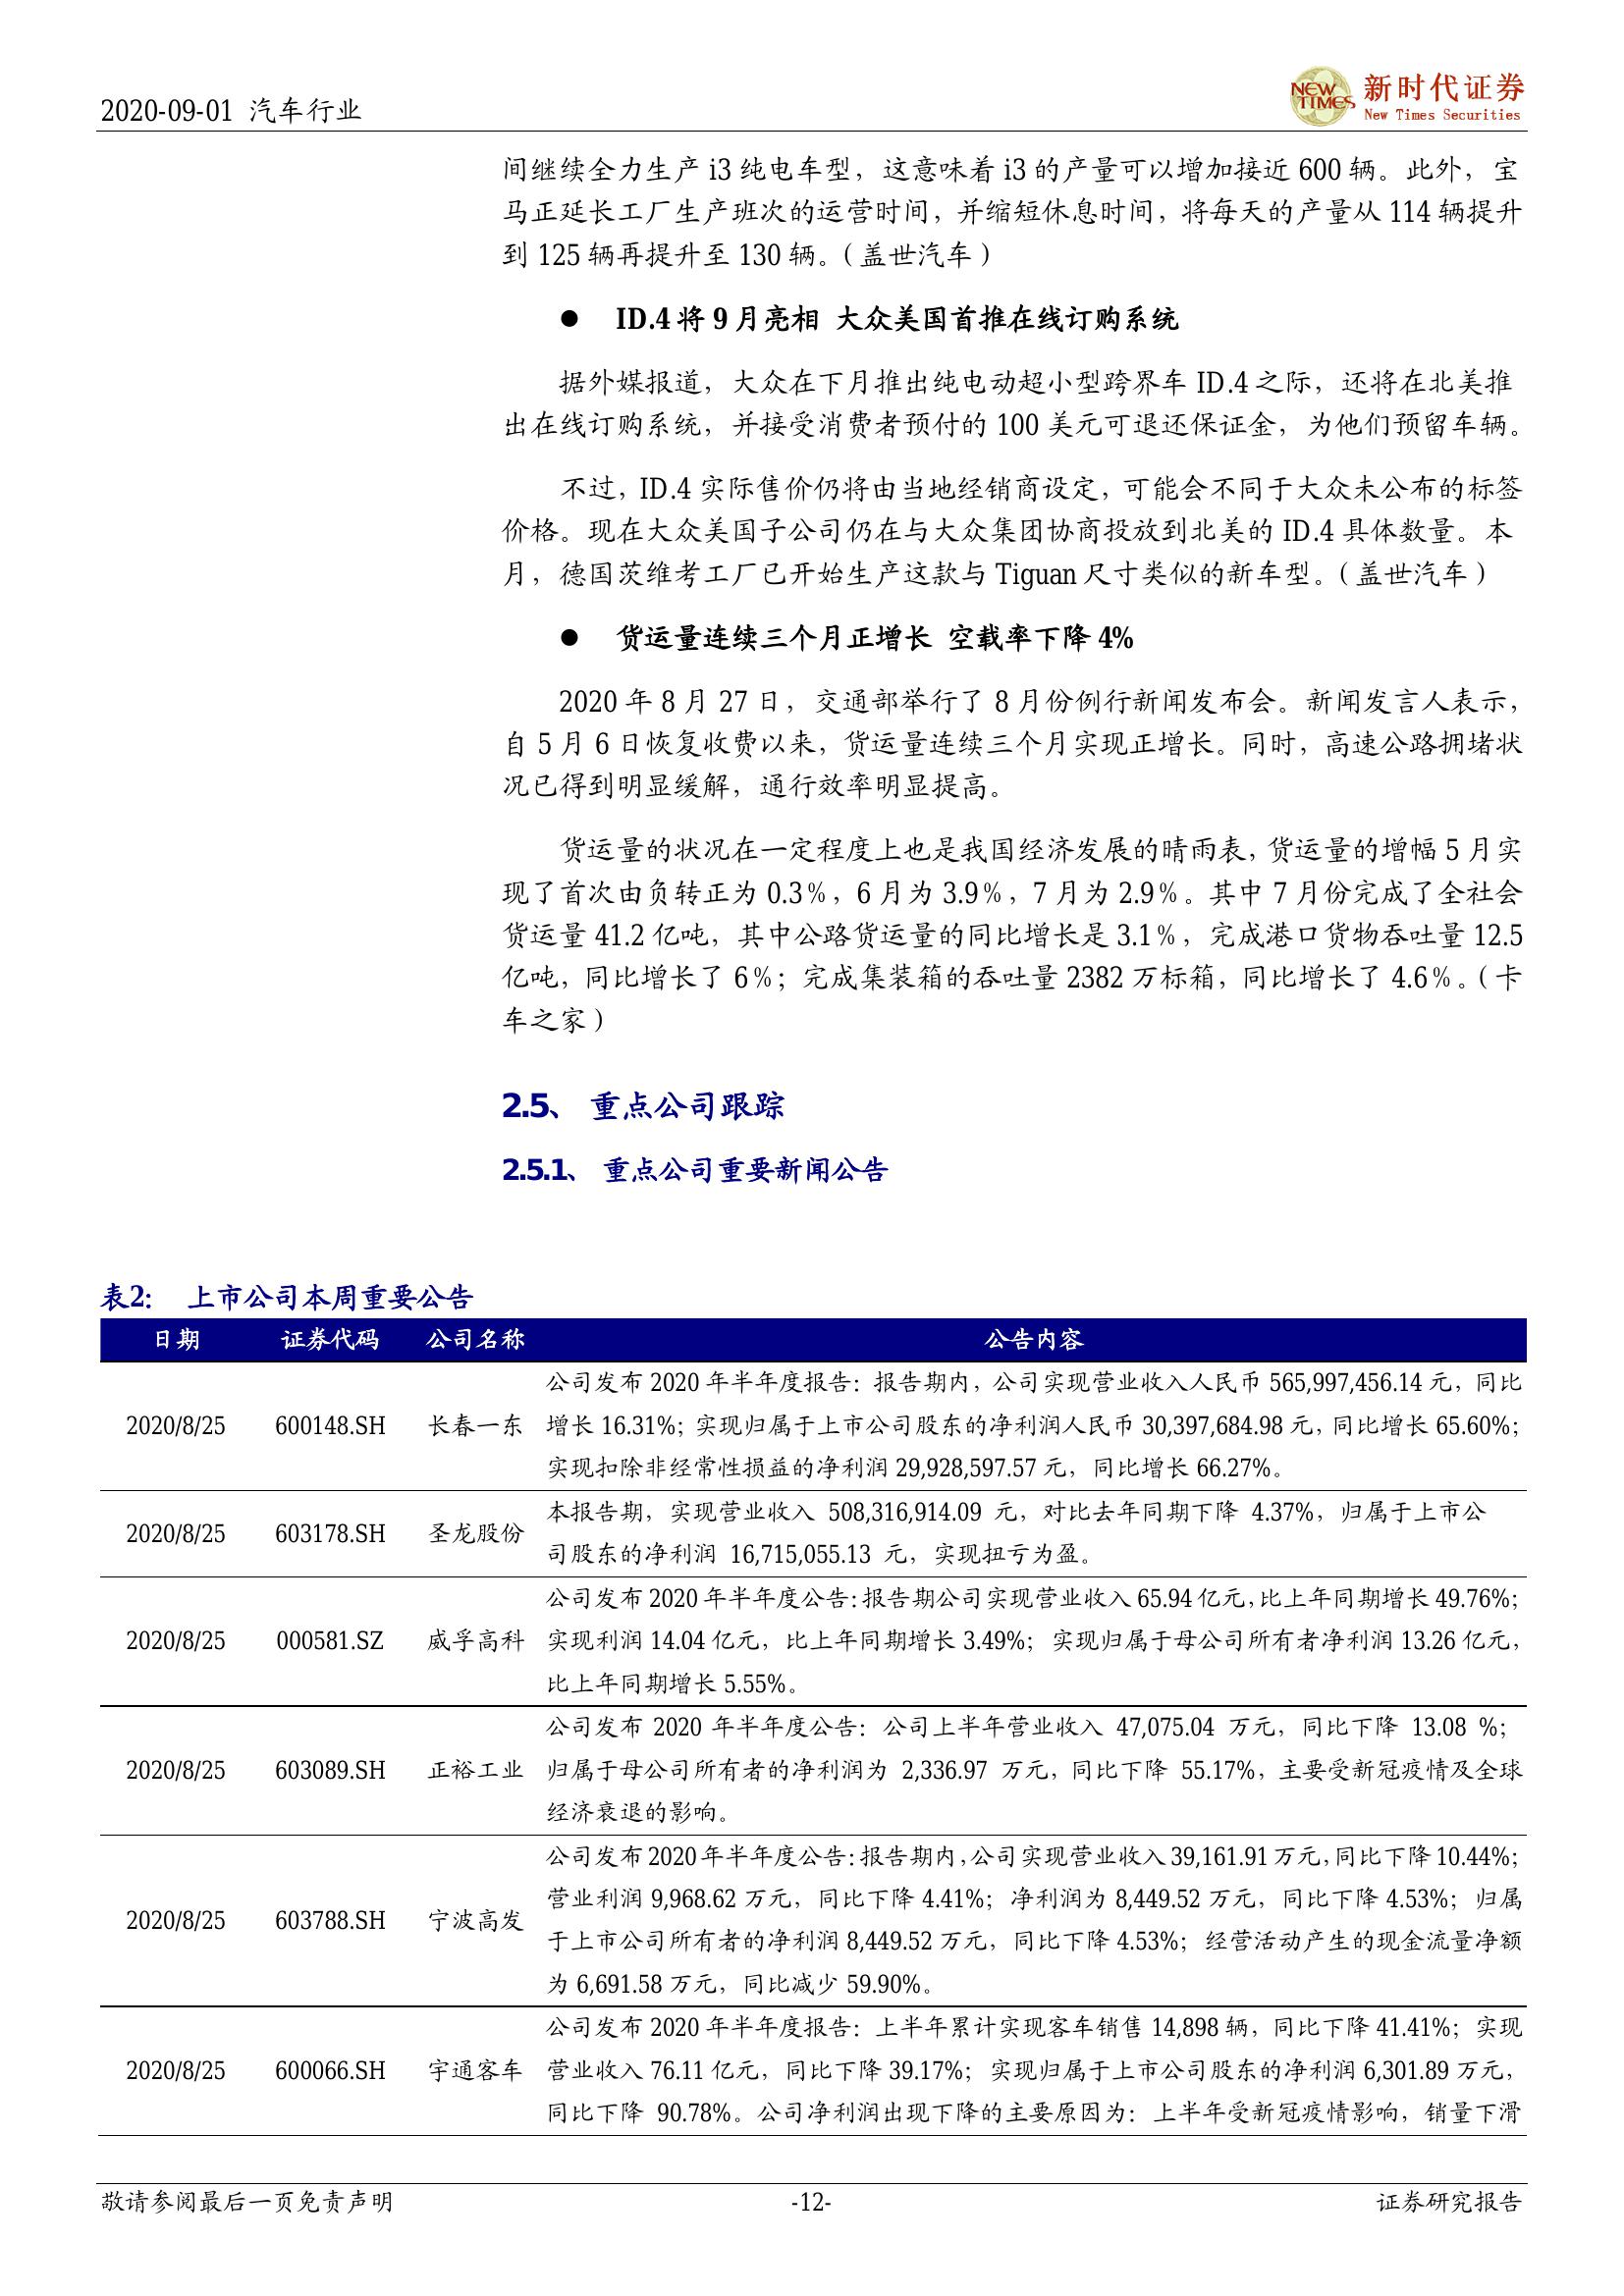 2020-09-01 汽车行业
NEW TIMES
新时代证券
New Times Securities
间继续全力生产 i3 纯电车型，这意味着 i3 的产量可以增加接近 600 辆。此外，宝
马正延长工厂生产班次的运营时间，并缩短休息时间，将每天的产量从 114 辆提升
到 125 辆再提升至 130 辆。（盖世汽车）
● ID.4 将 9 月亮相 大众美国首推在线订购系统
据外媒报道，大众在下月推出纯电动超小型跨界车 ID.4 之际，还将在北美推
出在线订购系统，并接受消费者预付的 100 美元可退还保证金，为他们预留车辆。
不过，ID.4 实际售价仍将由当地经销商设定，可能会不同于大众未公布的标签
价格。现在大众美国子公司仍在与大众集团协商投放到北美的 ID.4 具体数量。本
月，德国茨维考工厂已开始生产这款与 Tiguan 尺寸类似的新车型。（盖世汽车）
● 货运量连续三个月正增长 空载率下降 4%
2020 年 8 月 27 日，交通部举行了 8 月份例行新闻发布会。新闻发言人表示，
自 5 月 6 日恢复收费以来，货运量连续三个月实现正增长。同时，高速公路拥堵状
况已得到明显缓解，通行效率明显提高。
货运量的状况在一定程度上也是我国经济发展的晴雨表，货运量的增幅 5 月实
现了首次由负转正为 0.3％，6 月为 3.9％，7 月为 2.9％。其中 7 月份完成了全社会
货运量 41.2 亿吨，其中公路货运量的同比增长是 3.1％，完成港口货物吞吐量 12.5
亿吨，同比增长了 6％；完成集装箱的吞吐量 2382 万标箱，同比增长了 4.6％。（卡
车之家）
2.5、 重点公司跟踪
2.5.1、 重点公司重要新闻公告
表2： 上市公司本周重要公告
日期 证券代码 公司名称 公告内容
公司发布 2020 年半年度报告：报告期内，公司实现营业收入人民币 565,997,456.14 元，同比
2020/8/25 600148.SH 长春一东 增长 16.31%；实现归属于上市公司股东的净利润人民币 30,397,684.98 元，同比增长 65.60%；
实现扣除非经常性损益的净利润 29,928,597.57 元，同比增长 66.27%。
本报告期，实现营业收入 508,316,914.09 元，对比去年同期下降 4.37%，归属于上市公
2020/8/25 603178.SH 圣龙股份
司股东的净利润 16,715,055.13 元，实现扭亏为盈。
公司发布 2020 年半年度公告：报告期公司实现营业收入 65.94 亿元，比上年同期增长 49.76%；
2020/8/25 000581.SZ 威孚高科 实现利润 14.04 亿元，比上年同期增长 3.49%；实现归属于母公司所有者净利润 13.26 亿元，
比上年同期增长 5.55%。
公司发布 2020 年半年度公告：公司上半年营业收入 47,075.04 万元，同比下降 13.08 %；
2020/8/25 603089.SH 正裕工业 归属于母公司所有者的净利润为 2,336.97 万元，同比下降 55.17%，主要受新冠疫情及全球
经济衰退的影响。
公司发布 2020 年半年度公告：报告期内，公司实现营业收入 39,161.91 万元，同比下降 10.44%；
营业利润 9,968.62 万元，同比下降 4.41%；净利润为 8,449.52 万元，同比下降 4.53%；归属
2020/8/25 603788.SH 宁波高发
于上市公司所有者的净利润 8,449.52 万元，同比下降 4.53%；经营活动产生的现金流量净额
为 6,691.58 万元，同比减少 59.90%。
公司发布 2020 年半年度报告：上半年累计实现客车销售 14,898 辆，同比下降 41.41%；实现
2020/8/25 600066.SH 宇通客车 营业收入 76.11 亿元，同比下降 39.17%；实现归属于上市公司股东的净利润 6,301.89 万元，
同比下降 90.78%。公司净利润出现下降的主要原因为：上半年受新冠疫情影响，销量下滑
敬请参阅最后一页免责声明 -12- 证券研究报告